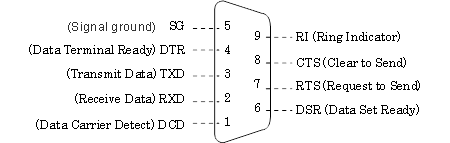 (Signal ground) SG 5
9 RI (Ring Indicator)
(Data Terminal Ready) DTR 4
8 CTS (Clear to Send)
(Transmit Data) TXD 3
7 RTS (Request to Send)
(Receive Data) RXD 2
6 DSR (Data Set Ready)
(Data Carrier Detect) DCD 1